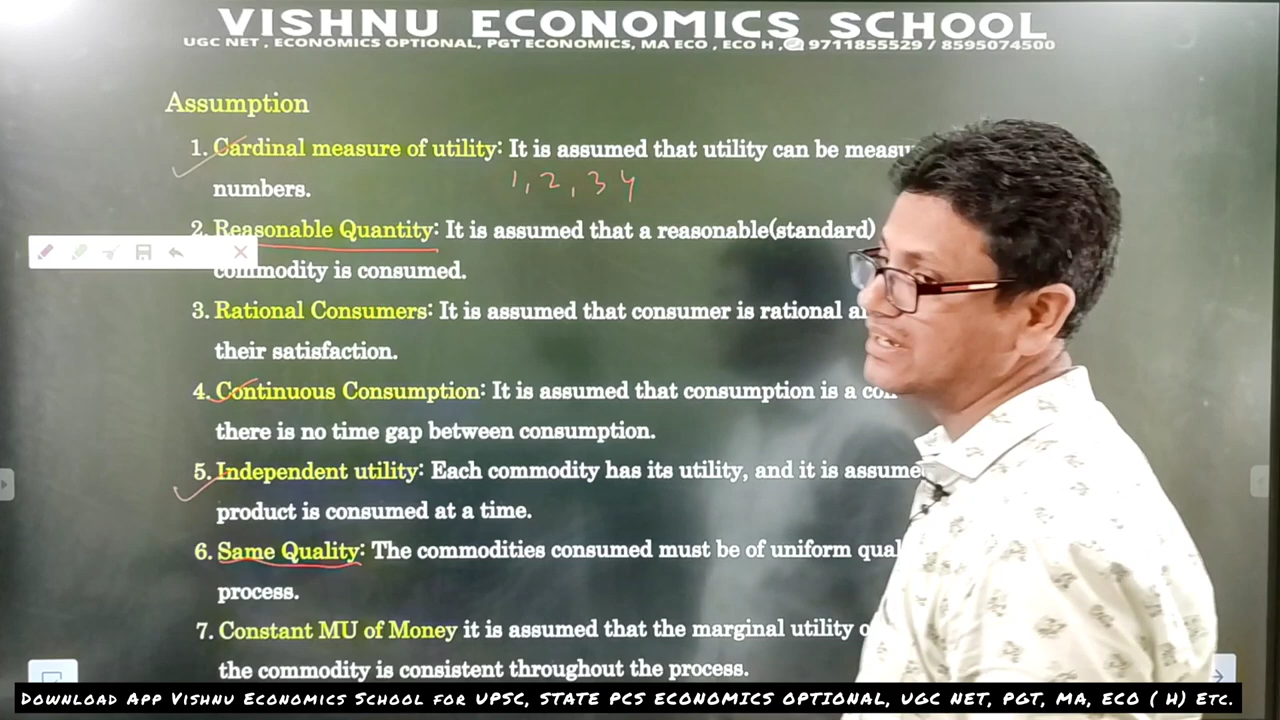 VISHNU ECONOMICS SCHOOL
UGC NET , ECONOMICS OPTIONAL, PGT ECONOMICS, MA ECO , ECO H , 9711855529 / 8595074500
Assumption
1. Cardinal measure of utility: It is assumed that utility can be
numbers.
1, 2, 3 4
2. Reasonable Quantity: It is assumed that a reasonable(standard)
commodity is consumed.
3. Rational Consumers: It is assumed that consumer is rational
their satisfaction.
4. Continuous Consumption: It is assumed that consumption is a
there is no time gap between consumption.
5. Independent utility: Each commodity has its utility, and it is
product is consumed at a time.
6. Same Quality: The commodities consumed must be of uniform
process.
7. Constant MU of Money it is assumed that the marginal utility
the commodity is consistent throughout the process.
Download App Vishnu Economics School for UPSC, STATE PCS ECONOMICS OPTIONAL, UGC NET, PGT, MA, ECO ( H) Etc.